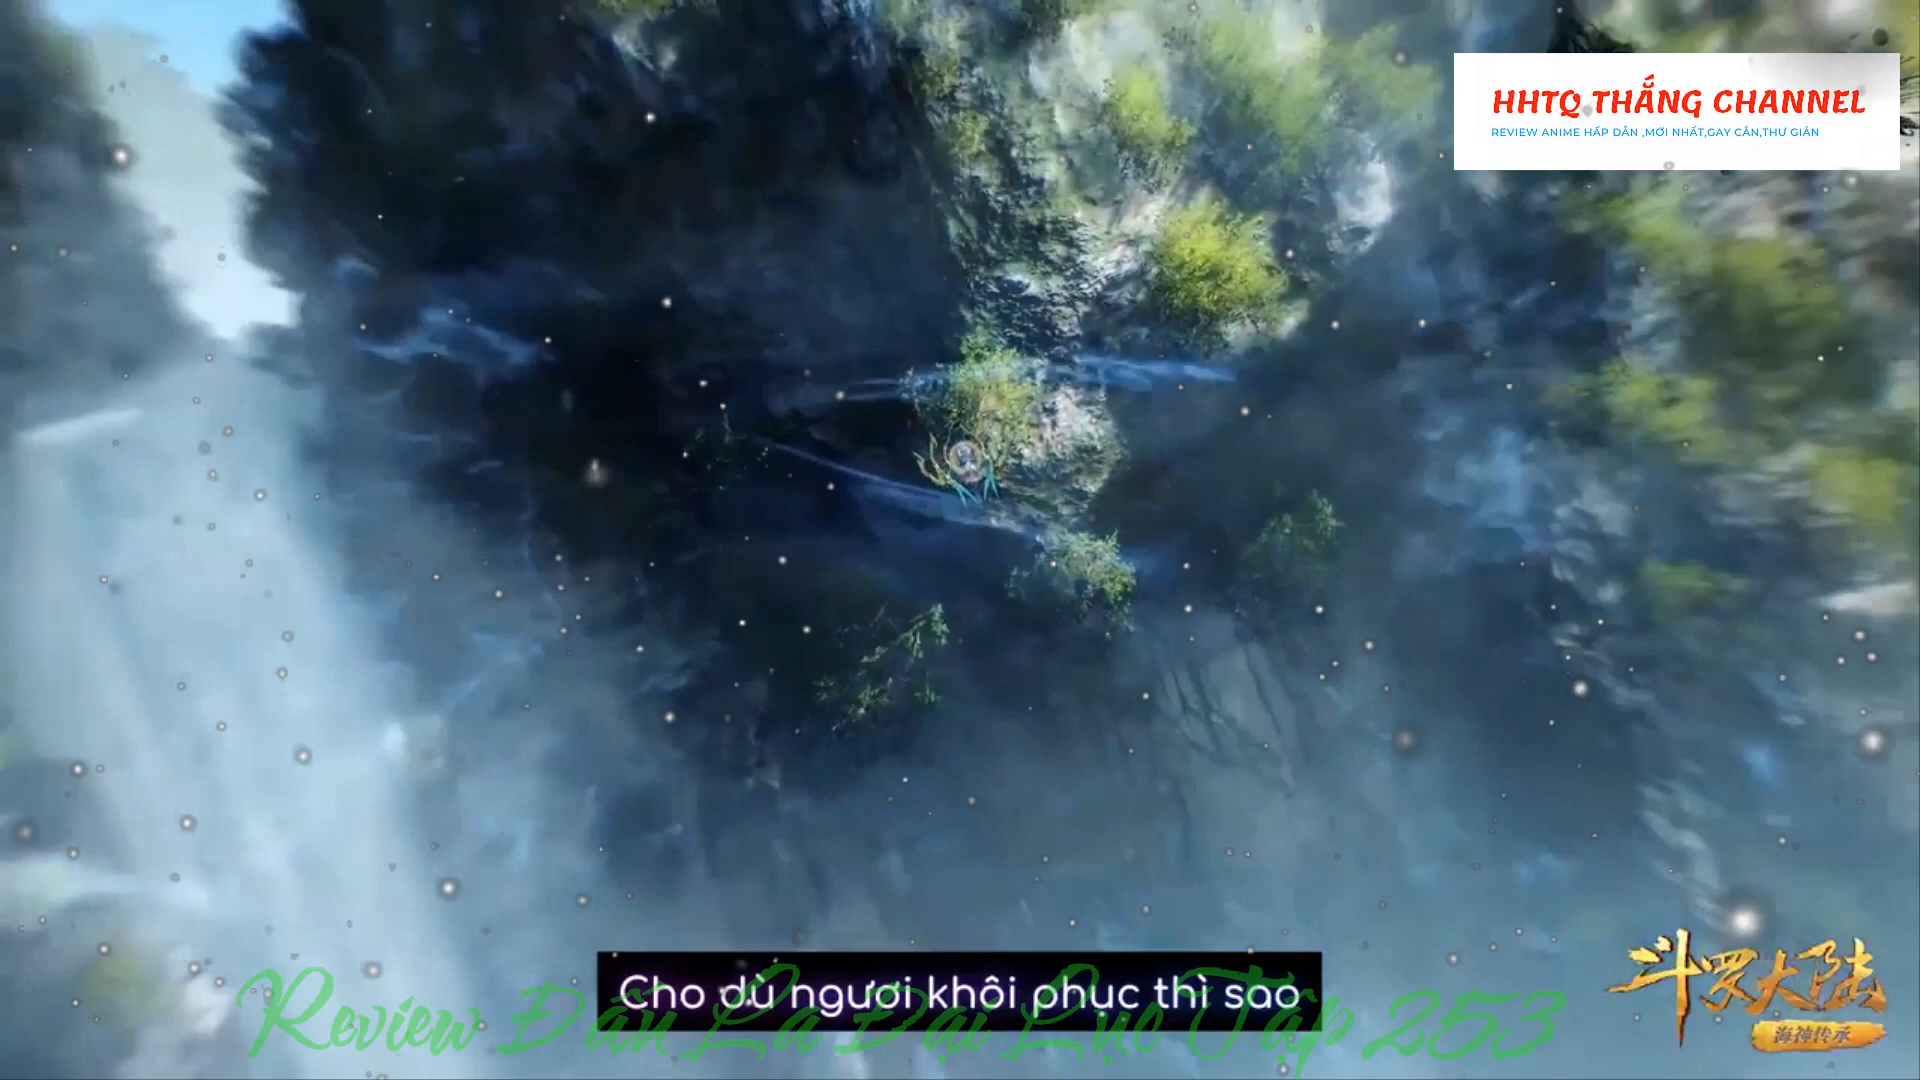 HHTQ THẮNG CHANNEL
REVIEW ANIME HẤP DẪN ,MỚI NHẤT,GAY CẤN,THƯ GIÃN
Cho dù ngươi khôi phục thì sao
Review Đấu La Đại Lục Tập 253
斗罗大陆
海神传承